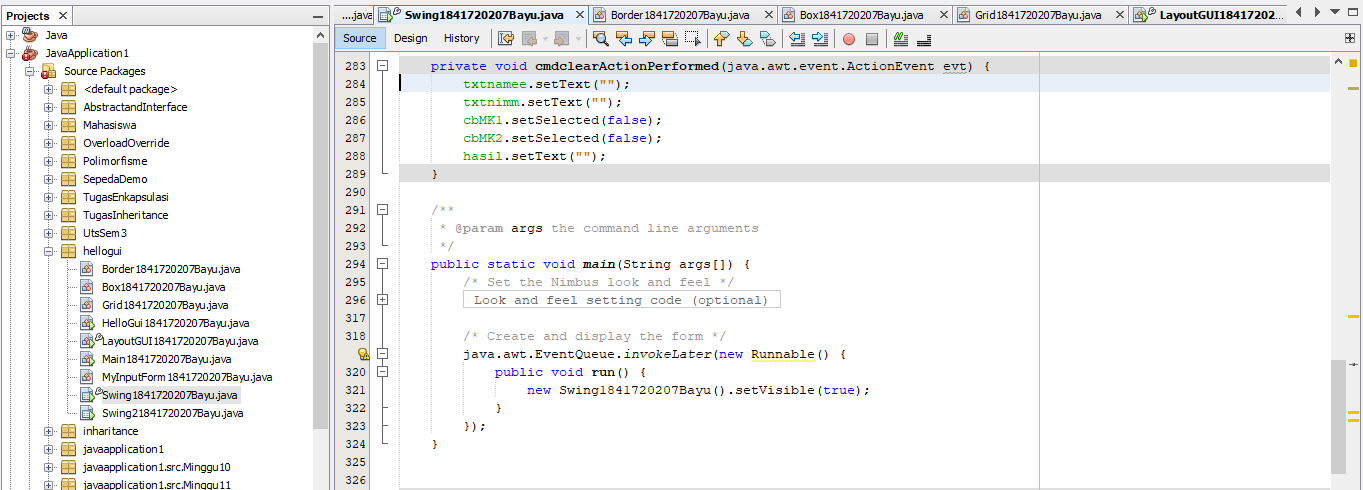 Projects
Java
JavaApplication1
Source Packages
<default package>
AbstractandInterface
Mahasiswa
OverloadOverride
Polimorfisme
SepedaDemo
TugasEnkapsulasi
TugasInheritance
UtsSem3
hellogui
Border1841720207Bayu.java
Box1841720207Bayu.java
Grid1841720207Bayu.java
HelloGui1841720207Bayu.java
LayoutGUI1841720207Bayu.java
Main1841720207Bayu.java
MyInputForm1841720207Bayu.java
Swing1841720207Bayu.java
Swing21841720207Bayu.java
inharitance
javaapplication1
javaapplication1.src.Minggu10
javaapplication1.src.Minggu11
....java Swing1841720207Bayu.java Border1841720207Bayu.java Box1841720207Bayu.java Grid1841720207Bayu.java LayoutGUI18417202...
Source Design History
283 private void cmdclearActionPerformed(java.awt.event.ActionEvent evt) {
284 txtnamee.setText("");
285 txtnimm.setText("");
286 cbMK1.setSelected(false);
287 cbMK2.setSelected(false);
288 hasil.setText("");
289 }
290
291 /**
292 * @param args the command line arguments
293 */
294 public static void main(String args[]) {
295 /* Set the Nimbus look and feel */
296 Look and feel setting code (optional)
317
318 /* Create and display the form */
java.awt.EventQueue.invokeLater(new Runnable() {
320 public void run() {
321 new Swing1841720207Bayu().setVisible(true);
322 }
323 });
324 }
325
326